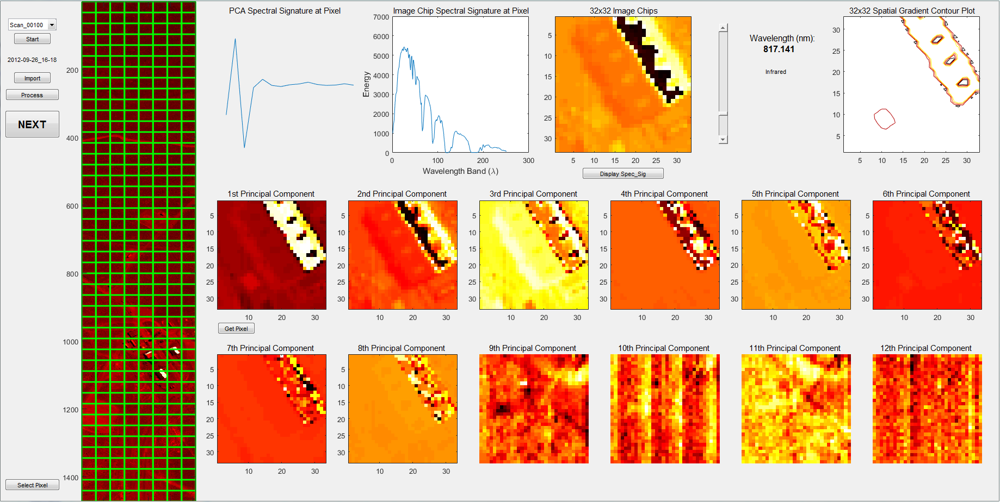 Scan_00100
Start
2012-09-26_16-18
Import
Process
NEXT
Select Pixel
200
400
600
800
1000
1200
1400
PCA Spectral Signature at Pixel
Image Chip Spectral Signature at Pixel
7000
6000
5000
4000
3000
2000
1000
0
Energy
0 100 200 300
Wavelength Band (λ)
32x32 Image Chips
5
10
15
20
25
30
5 10 15 20 25 30
Display Spec_Sig
Wavelength (nm):
817.141
Infrared
32x32 Spatial Gradient Contour Plot
30
25
20
15
10
5
5 10 15 20 25 30
1st Principal Component
5
10
15
20
25
30
10 20 30
Get Pixel
2nd Principal Component
5
10
15
20
25
30
10 20 30
3rd Principal Component
5
10
15
20
25
30
10 20 30
4th Principal Component
5
10
15
20
25
30
10 20 30
5th Principal Component
5
10
15
20
25
30
10 20 30
6th Principal Component
5
10
15
20
25
30
10 20 30
7th Principal Component
5
10
15
20
25
30
10 20 30
8th Principal Component
5
10
15
20
25
30
10 20 30
9th Principal Component
10th Principal Component
11th Principal Component
12th Principal Component